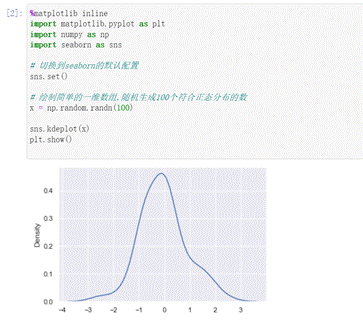 [2]: %matplotlib inline
import matplotlib.pyplot as plt
import numpy as np
import seaborn as sns
# 切换到seaborn的默认配置
sns.set()
# 绘制简单的一维数组,随机生成100个符合正态分布的数
x = np.random.randn(100)
sns.kdeplot(x)
plt.show()
0.4
0.3
Density
0.2
0.1
0.0
-4 -3 -2 -1 0 1 2 3